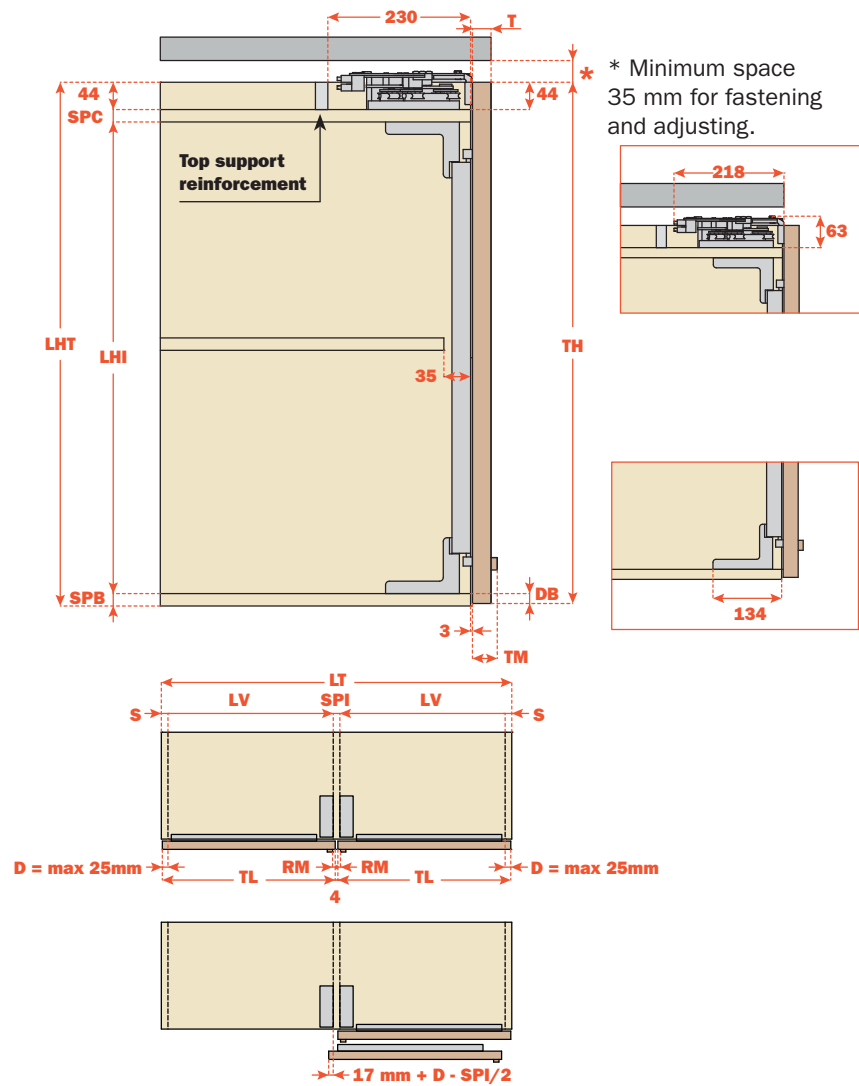 230
T
*
* Minimum space
35 mm for fastening
and adjusting.
44
44
SPC
Top support
reinforcement
218
63
LHT
LHI
TH
35
SPB
DB
3
TM
134
LT
S
LV
SPI
LV
S
D = max 25mm
RM
RM
D = max 25mm
TL
TL
4
17 mm + D - SPI/2